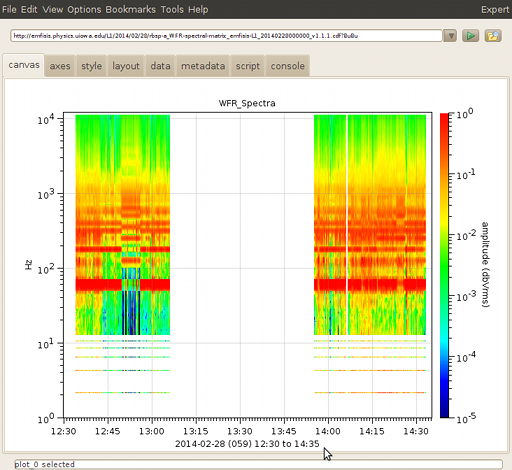 File Edit View Options Bookmarks Tools Help Expert
http://emfisis.physics.uiowa.edu/L1/2014/02/28/rbsp-a_WFR-spectral-matrix_emfisis-L1_20140228000000_v1.1.1.cdf?BuBu
canvas axes style layout data metadata script console
WFR_Spectra
10^4
10^3
10^2
10^1
10^0
Hz
12:30 12:45 13:00 13:15 13:30 13:45 14:00 14:15 14:30
2014-02-28 (059) 12:30 to 14:35
10^0
10^-1
10^-2
10^-3
10^-4
10^-5
amplitude (dBVrms)
plot_0 selected